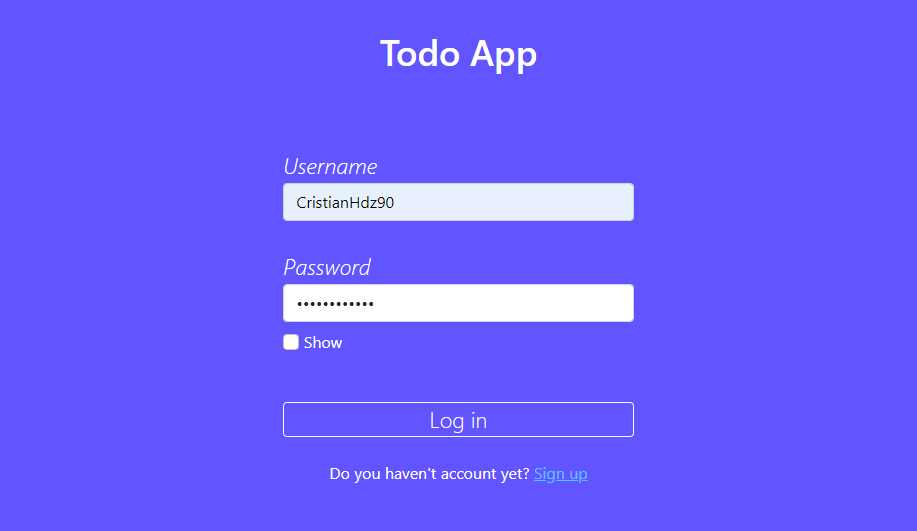 Todo App
Username
CristianHdz90
Password
••••••••••••
Show
Log in
Do you haven't account yet? Sign up